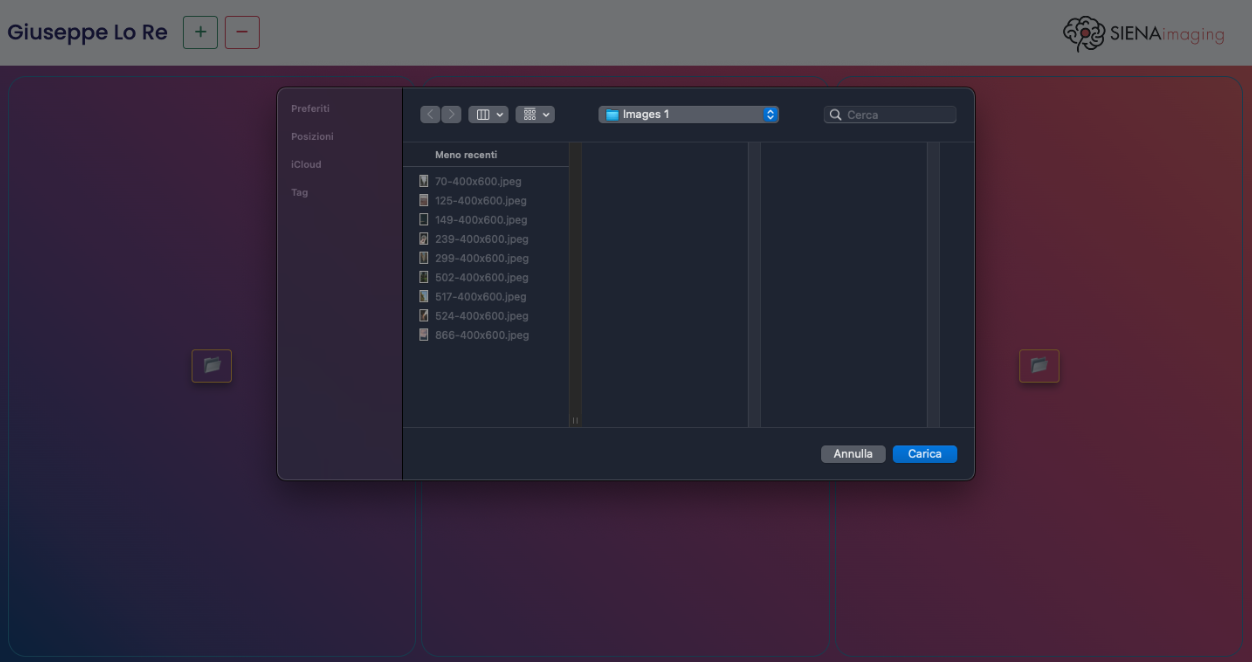 Giuseppe Lo Re
+
−
SIENAimaging
Preferiti
Posizioni
iCloud
Tag
Images 1
Cerca
Meno recenti
70-400x600.jpeg
125-400x600.jpeg
149-400x600.jpeg
239-400x600.jpeg
299-400x600.jpeg
502-400x600.jpeg
517-400x600.jpeg
524-400x600.jpeg
866-400x600.jpeg
Annulla
Carica